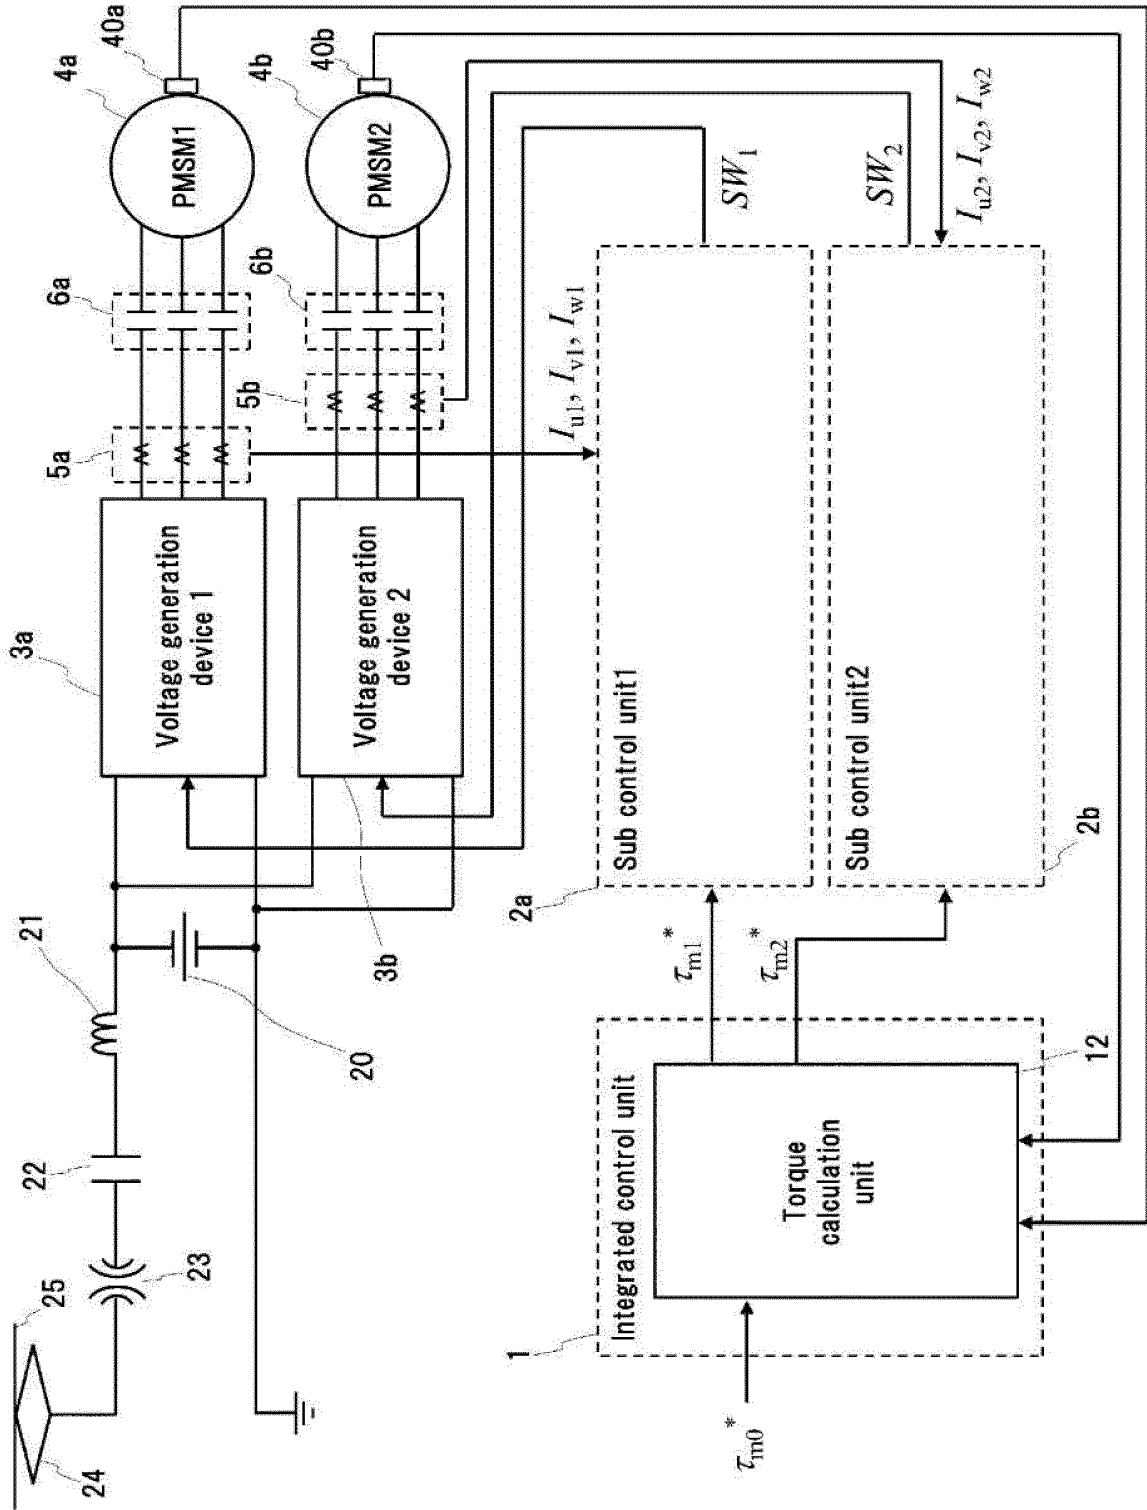 25
24
23
22
21
20
3a
Voltage generation
device 1
5a
6a
4a
PMSM1
40a
3b
Voltage generation
device 2
5b
6b
4b
PMSM2
40b
1
Integrated control unit
τm0*
Torque
calculation
unit
12
τm1*
τm2*
2a
Sub control unit1
Iu1, Iv1, Iw1
SW1
Sub control unit2
2b
SW2
Iu2, Iv2, Iw2